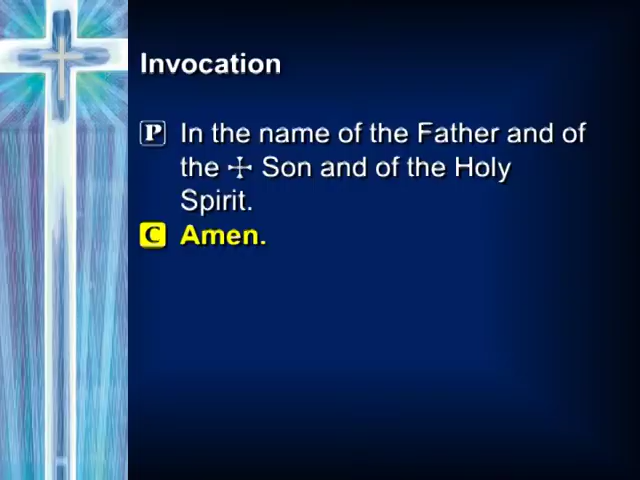 Invocation
P In the name of the Father and of
the ☩ Son and of the Holy
Spirit.
C Amen.